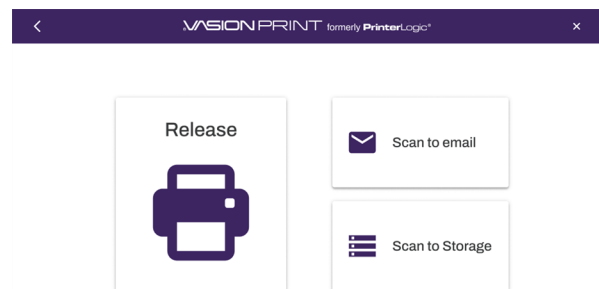 VASION PRINT formerly PrinterLogic®
Release
Scan to email
Scan to Storage